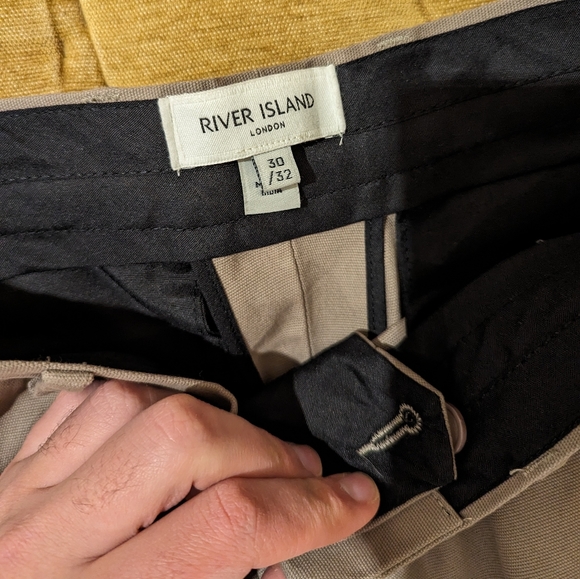 RIVER ISLAND
LONDON
30
/32